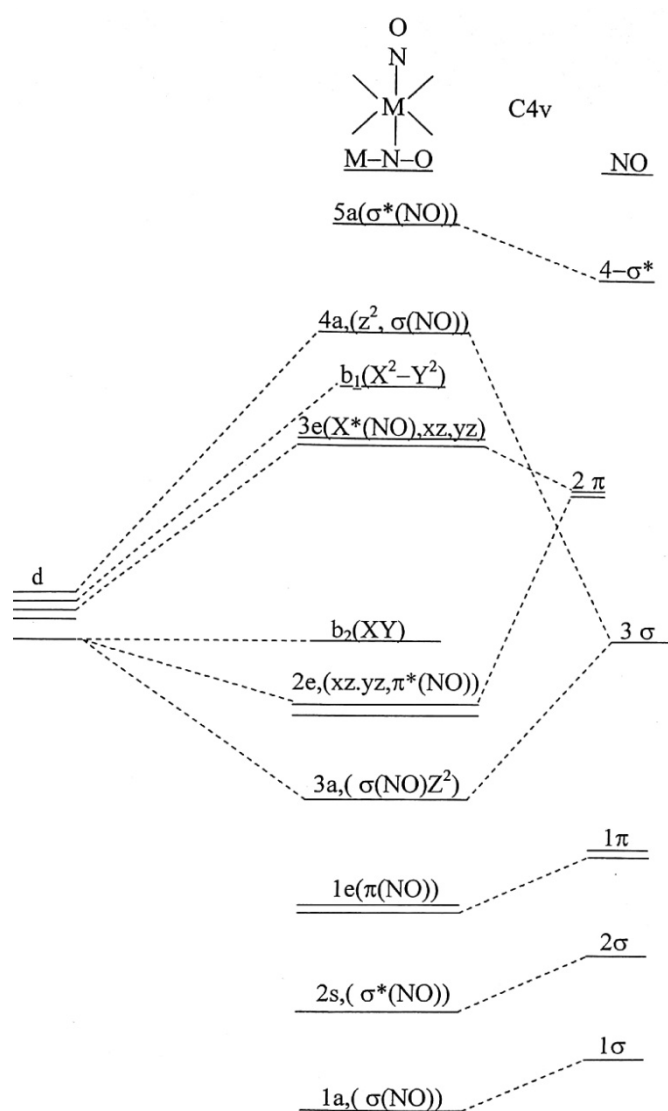 O
N
M C4v
M–N–O NO
5a(σ*(NO))
4–σ*
4a,(z², σ(NO))
b₁(X²–Y²)
3e(X*(NO),xz,yz)
2 π
d
b₂(XY) 3 σ
2e,(xz.yz,π*(NO))
3a,( σ(NO)Z²)
1π
1e(π(NO))
2σ
2s,( σ*(NO))
1σ
1a,( σ(NO))